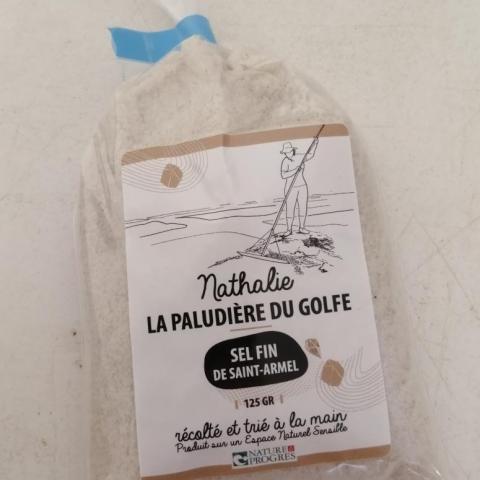 Nathalie
LA PALUDIÈRE DU GOLFE
SEL FIN
DE SAINT-ARMEL
125 GR
récolté et trié à la main
Produit sur un Espace Naturel Sensible
NATURE &
PROGRES